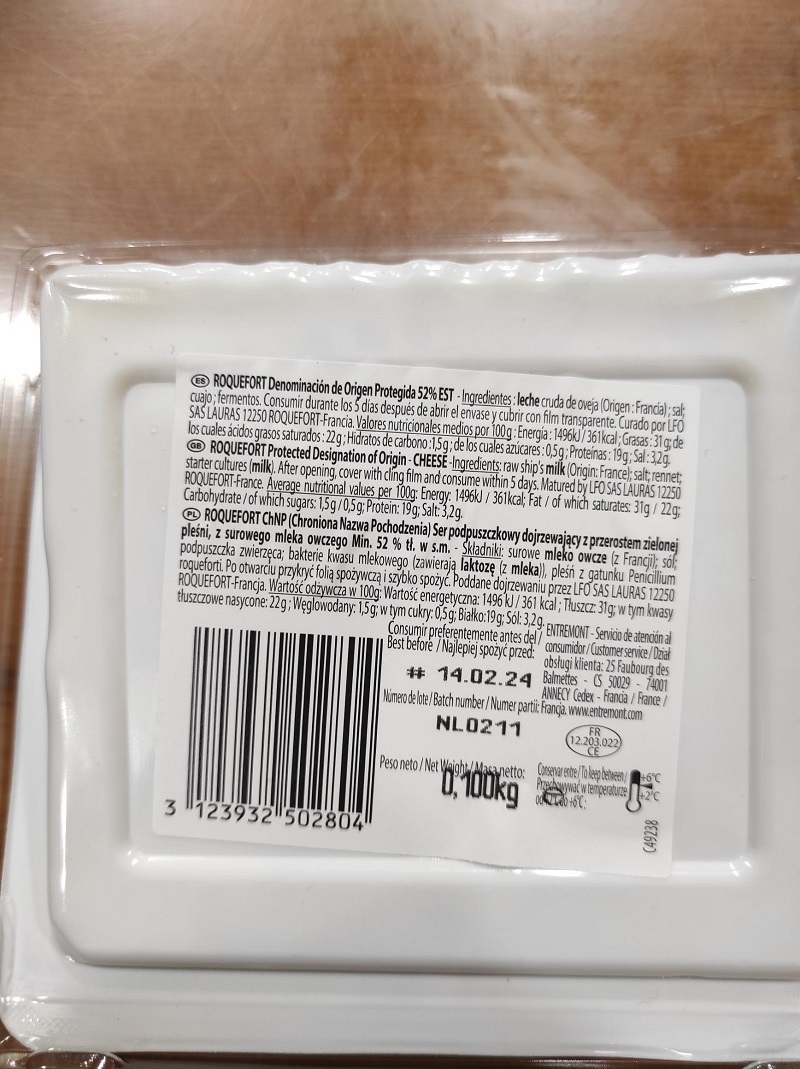 ES ROQUEFORT Denominación de Origen Protegida 52% EST - Ingredientes : leche cruda de oveja (Origen : Francia) ; sal;
cuajo ; fermentos. Consumir durante los 5 días después de abrir el envase y cubrir con film transparente. Curado por LFO
SAS LAURAS 12250 ROQUEFORT-Francia. Valores nutricionales medios por 100g : Energía : 1496kJ / 361kcal ; Grasas : 31g; de
los cuales ácidos grasos saturados : 22g ; Hidratos de carbono :1,5g ; de los cuales azúcares : 0,5g ; Proteínas : 19g ; Sal : 3,2g.
GB ROQUEFORT Protected Designation of Origin - CHEESE -Ingredients: raw ship's milk (Origin: France); salt; rennet;
starter cultures (milk). After opening, cover with cling film and consume within 5 days. Matured by LFO SAS LAURAS 12250
ROQUEFORT-France. Average nutritional values per 100g: Energy: 1496kJ / 361kcal; Fat / of which saturates: 31g / 22g;
Carbohydrate / of which sugars: 1,5g / 0,5g; Protein: 19g; Salt: 3,2g.
PL ROQUEFORT ChNP (Chroniona Nazwa Pochodzenia) Ser podpuszczkowy dojrzewający z przerostem zielonej
pleśni, z surowego mleka owczego Min. 52 % tł. w s.m. - Składniki: surowe mleko owcze (z Francji); sól;
podpuszczka zwierzęca; bakterie kwasu mlekowego (zawierają laktozę (z mleka)), pleśń z gatunku Penicillium
roqueforti. Po otwarciu przykryć folią spożywczą i szybko spożyć. Poddane dojrzewaniu przez LFO SAS LAURAS 12250
ROQUEFORT-Francja. Wartość odżywcza w 100g: Wartość energetyczna: 1496 kJ / 361 kcal ; Tłuszcz: 31g; w tym kwasy
tłuszczowe nasycone: 22g ; Węglowodany: 1,5g; w tym cukry: 0,5g; Białko:19g; Sól: 3,2g.
Consumir preferentemente antes del /
Best before / Najlepiej spożyć przed:
# 14.02.24
Número de lote / Batch number / Numer partii:
NL0211
ENTREMONT - Servicio de atención al
consumidor / Customer service / Dział
obsługi klienta: 25 Faubourg des
Balmettes - CS 50029 - 74001
ANNECY Cedex - Francia / France /
Francja. www.entremont.com
FR
12.203.022
CE
Peso neto / Net Weight / Masa netto:
0,100kg e
Conservar entre / To keep between /
Przechowywać w temperaturze
od +2°C do +6°C :
+6°C
+2°C
C49238
3 123932 502804